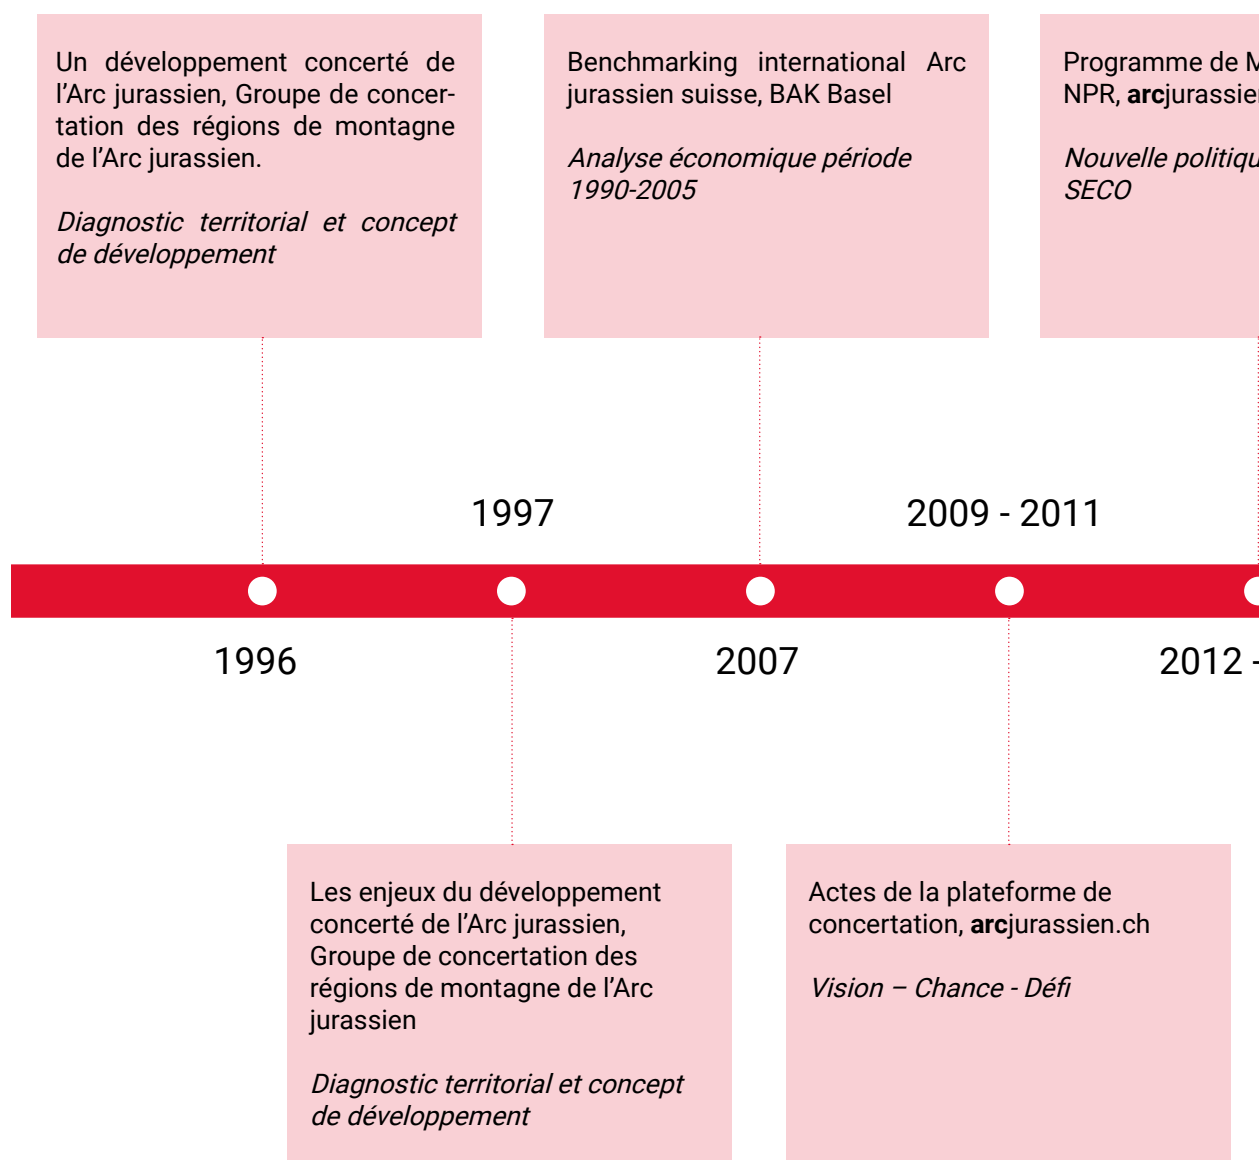 Un développement concerté de
l'Arc jurassien, Groupe de concer-
tation des régions de montagne
de l'Arc jurassien.
Diagnostic territorial et concept
de développement
Benchmarking international Arc
jurassien suisse, BAK Basel
Analyse économique période
1990-2005
Programme de
NPR,
Nouvelle
SECO
1997
2009 - 2011
1996
2007
2012 -
Les enjeux du développement
concerté de l'Arc jurassien,
Groupe de concertation des
régions de montagne de l'Arc
jurassien
Diagnostic territorial et concept
de développement
Actes de la plateforme de
concertation, arcjurassien.ch
Vision – Chance - Défi